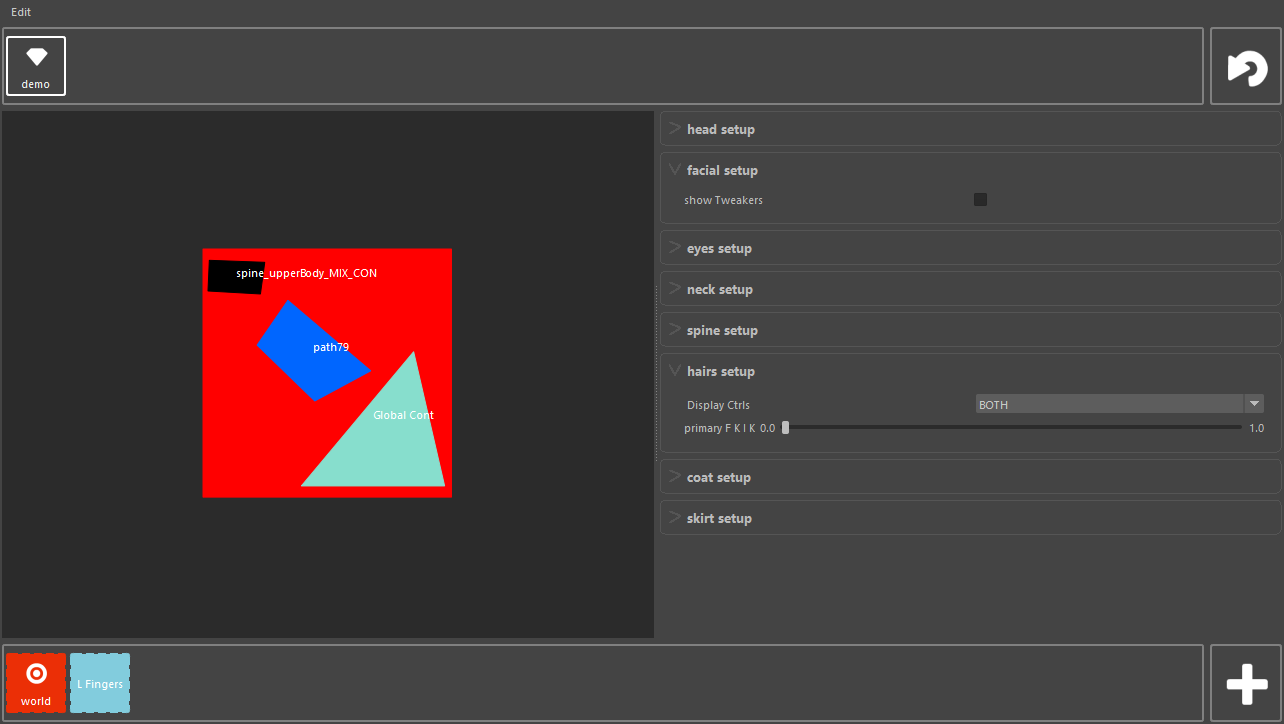 Edit
demo
spine_upperBody_MIX_CON
path79
Global Cont
head setup
facial setup
show Tweakers
eyes setup
neck setup
spine setup
hairs setup
Display Ctrls BOTH
primary F K I K 0.0 1.0
coat setup
skirt setup
world
L Fingers